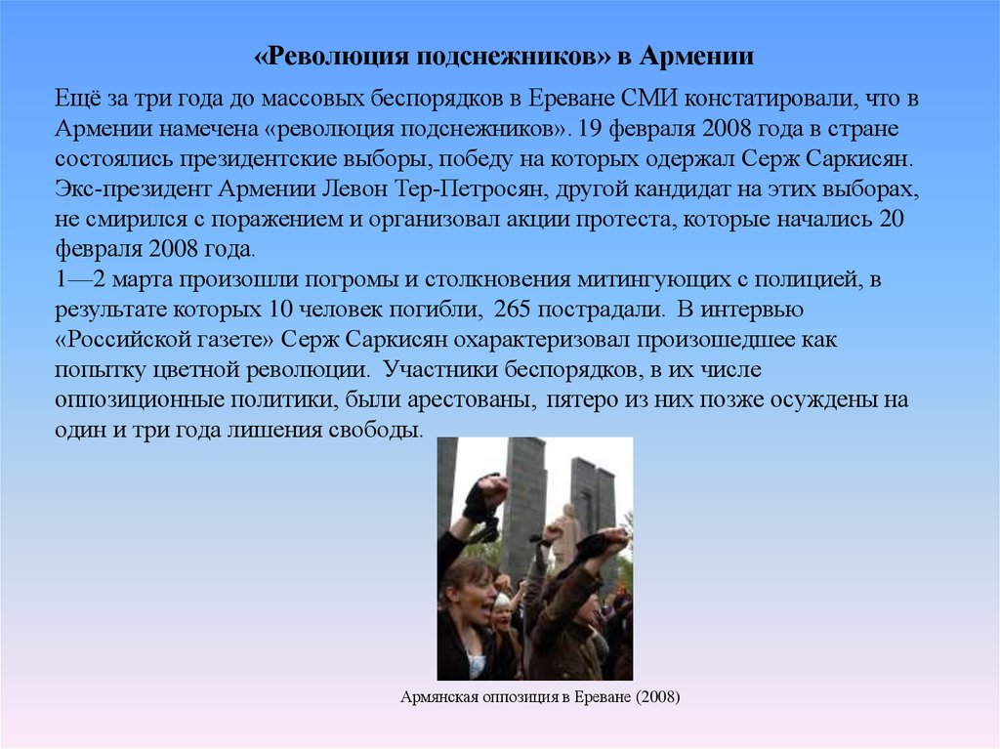 «Революция подснежников» в Армении
Ещё за три года до массовых беспорядков в Ереване СМИ констатировали, что в
Армении намечена «революция подснежников». 19 февраля 2008 года в стране
состоялись президентские выборы, победу на которых одержал Серж Саркисян.
Экс-президент Армении Левон Тер-Петросян, другой кандидат на этих выборах,
не смирился с поражением и организовал акции протеста, которые начались 20
февраля 2008 года.
1—2 марта произошли погромы и столкновения митингующих с полицией, в
результате которых 10 человек погибли, 265 пострадали. В интервью
«Российской газете» Серж Саркисян охарактеризовал произошедшее как
попытку цветной революции. Участники беспорядков, в их числе
оппозиционные политики, были арестованы, пятеро из них позже осуждены на
один и три года лишения свободы.
Армянская оппозиция в Ереване (2008)